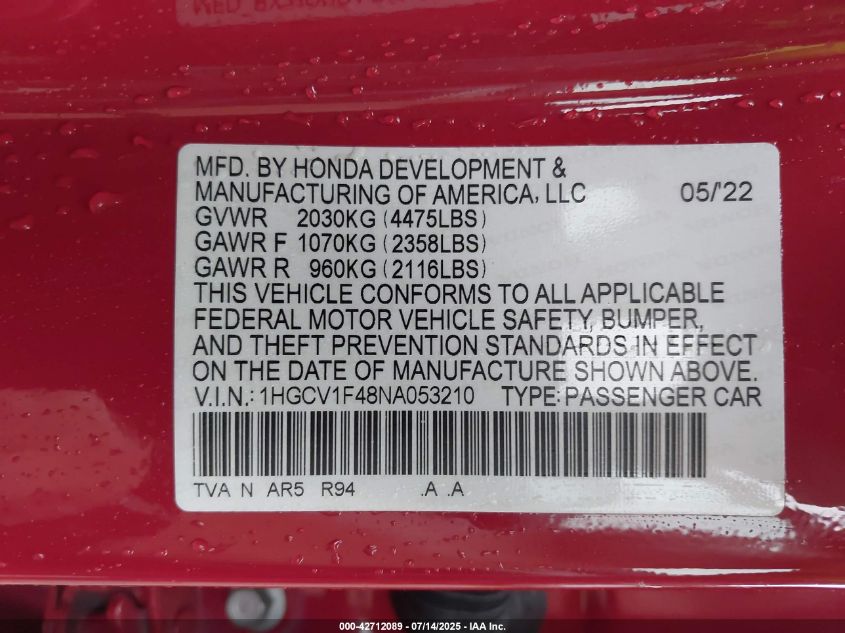 MFD. BY HONDA DEVELOPMENT &
MANUFACTURING OF AMERICA, LLC 05/'22
GVWR 2030KG (4475LBS)
GAWR F 1070KG (2358LBS)
GAWR R 960KG (2116LBS)
THIS VEHICLE CONFORMS TO ALL APPLICABLE
FEDERAL MOTOR VEHICLE SAFETY, BUMPER,
AND THEFT PREVENTION STANDARDS IN EFFECT
ON THE DATE OF MANUFACTURE SHOWN ABOVE.
V.I.N.: 1HGCV1F48NA053210 TYPE: PASSENGER CAR
TVA N AR5 R94 .A .A
000-42712089 - 07/14/2025 - IAA Inc.